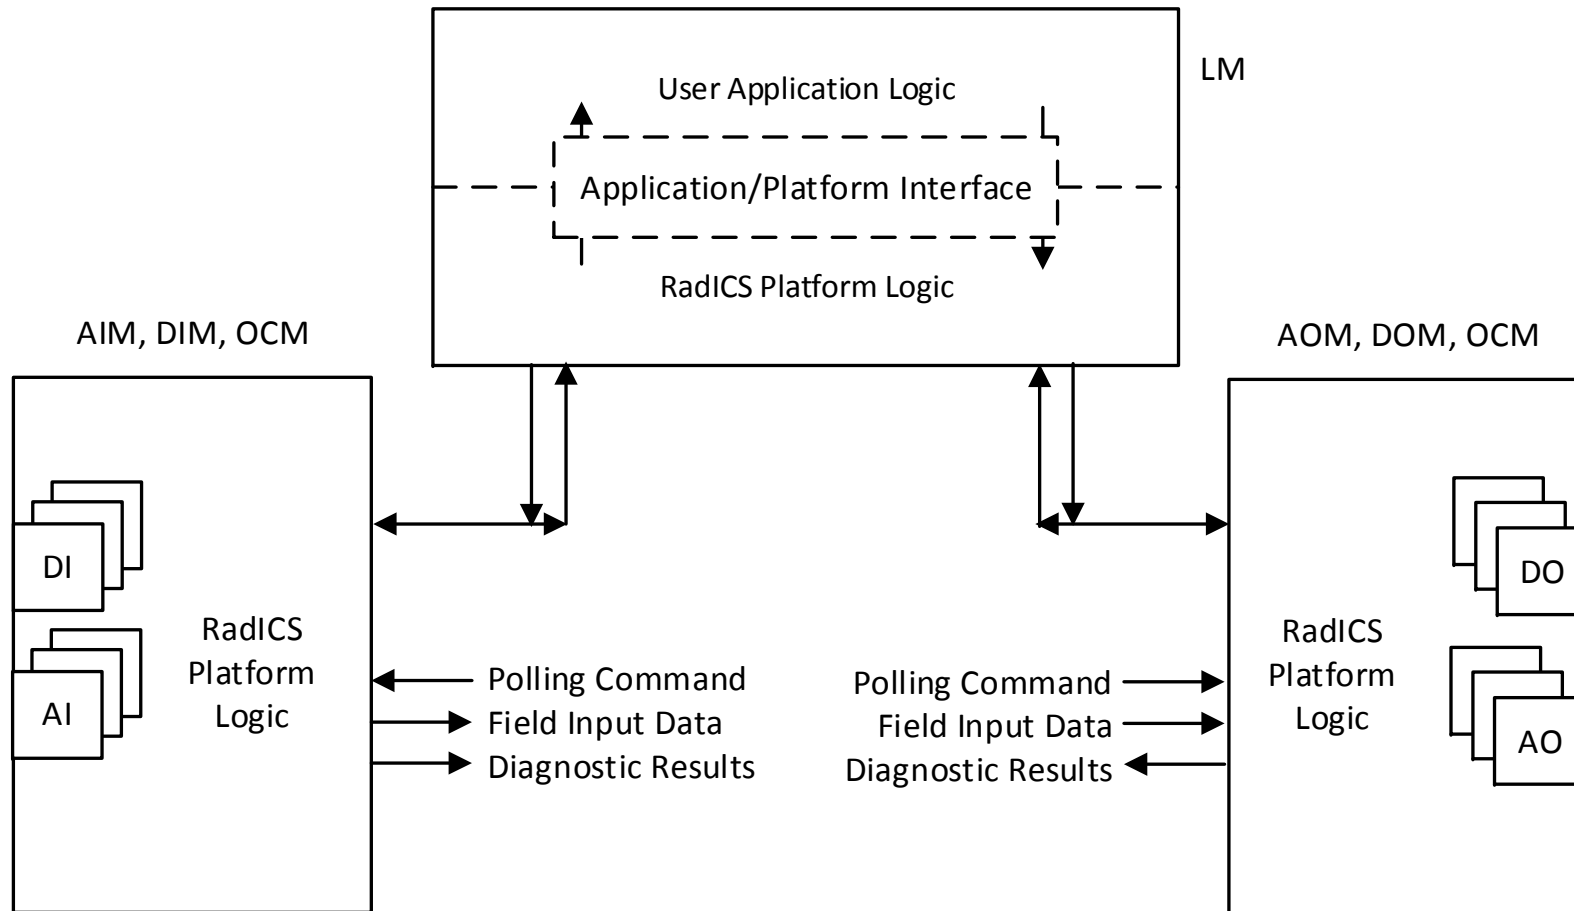 LM
User Application Logic
Application/Platform Interface
RadICS Platform Logic
AIM, DIM, OCM
AOM, DOM, OCM
DI
AI
RadICS
Platform
Logic
Polling Command
Field Input Data
Diagnostic Results
Polling Command
Field Input Data
Diagnostic Results
RadICS
Platform
Logic
DO
AO